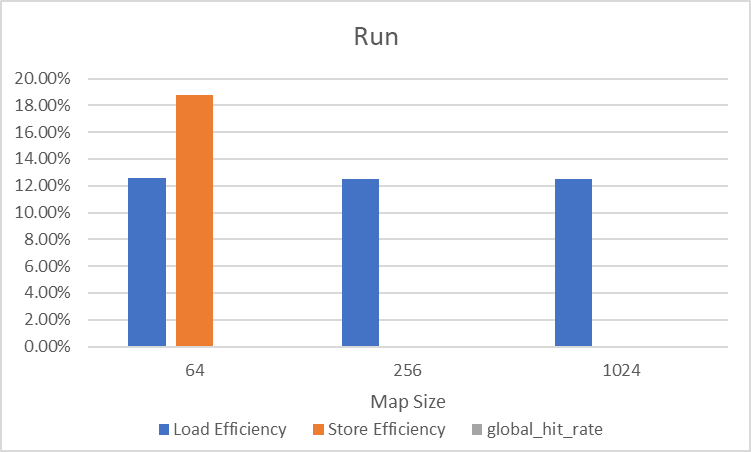 Run
20.00%
18.00%
16.00%
14.00%
12.00%
10.00%
8.00%
6.00%
4.00%
2.00%
0.00%
64 256 1024
Map Size
Load Efficiency Store Efficiency global_hit_rate